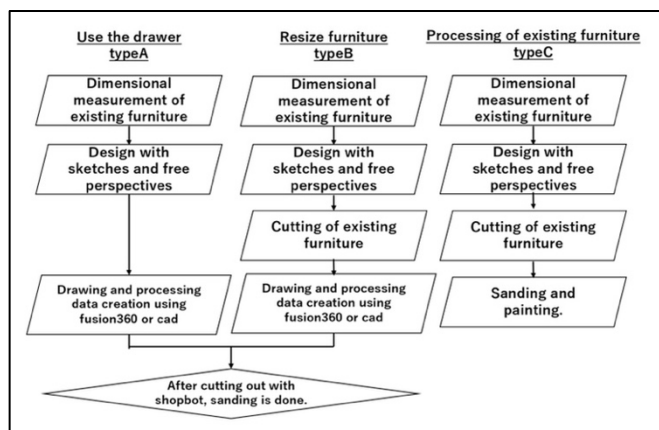 Use the drawer
typeA
Dimensional
measurement of
existing furniture
Design with
sketches and free
perspectives
Drawing and processing
data creation using
fusion360 or cad
Resize furniture
typeB
Dimensional
measurement of
existing furniture
Design with
sketches and free
perspectives
Cutting of existing
furniture
Drawing and processing
data creation using
fusion360 or cad
Processing of existing furniture
typeC
Dimensional
measurement of
existing furniture
Design with
sketches and free
perspectives
Cutting of existing
furniture
Sanding and
painting.
After cutting out with
shopbot, sanding is done.